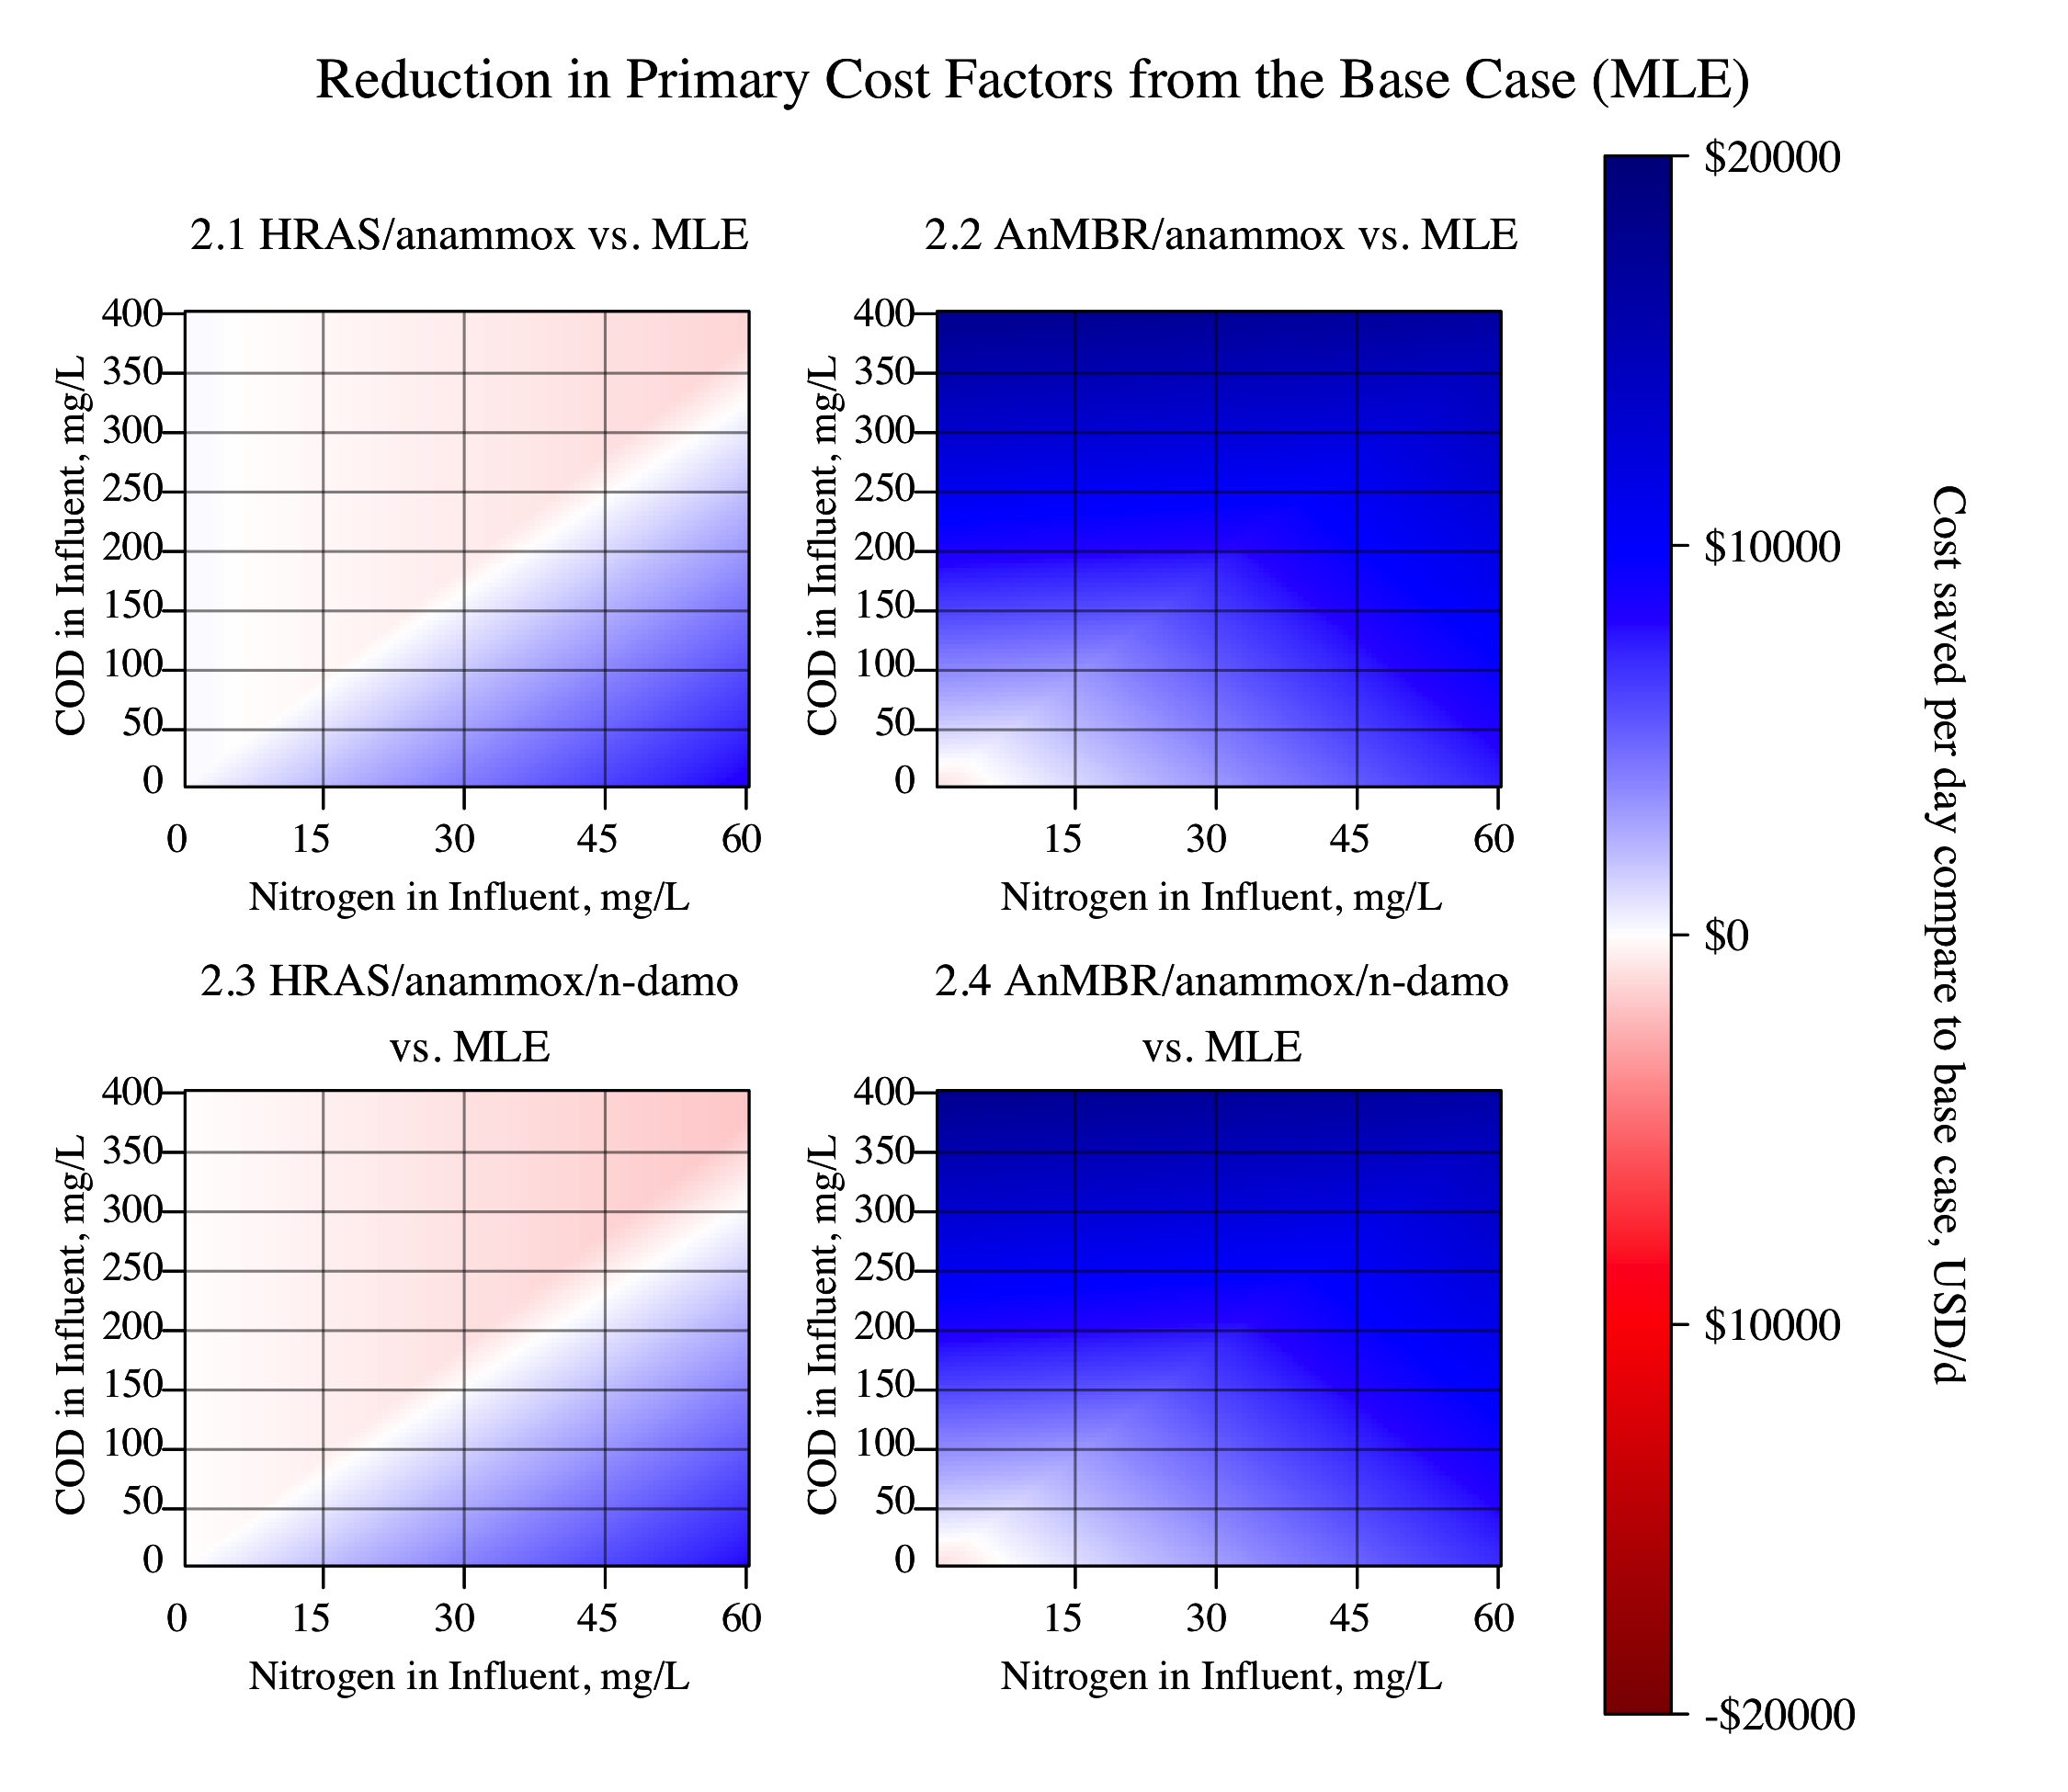 Reduction in Primary Cost Factors from the Base Case (MLE)
2.1 HRAS/anammox vs. MLE
400
350
300
250
200
150
100
50
0
COD in Influent, mg/L
0 15 30 45 60
Nitrogen in Influent, mg/L
2.2 AnMBR/anammox vs. MLE
400
350
300
250
200
150
100
50
0
COD in Influent, mg/L
15 30 45 60
Nitrogen in Influent, mg/L
2.3 HRAS/anammox/n-damo
vs. MLE
400
350
300
250
200
150
100
50
0
COD in Influent, mg/L
0 15 30 45 60
Nitrogen in Influent, mg/L
2.4 AnMBR/anammox/n-damo
vs. MLE
400
350
300
250
200
150
100
50
0
COD in Influent, mg/L
15 30 45 60
Nitrogen in Influent, mg/L
$20000
$10000
$0
$10000
-$20000
Cost saved per day compare to base case, USD/d